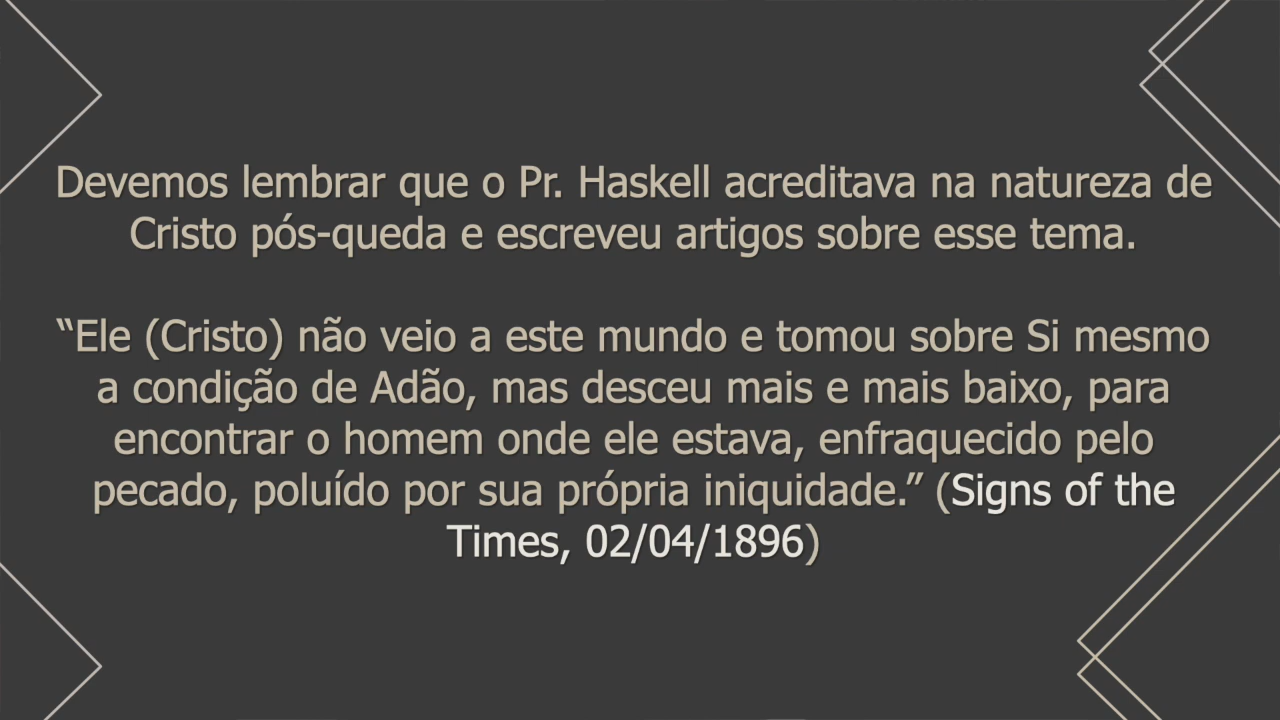 Devemos lembrar que o Pr. Haskell acreditava na natureza de
Cristo pós-queda e escreveu artigos sobre esse tema.
“Ele (Cristo) não veio a este mundo e tomou sobre Si mesmo
a condição de Adão, mas desceu mais e mais baixo, para
encontrar o homem onde ele estava, enfraquecido pelo
pecado, poluído por sua própria iniquidade.” (Signs of the
Times, 02/04/1896)